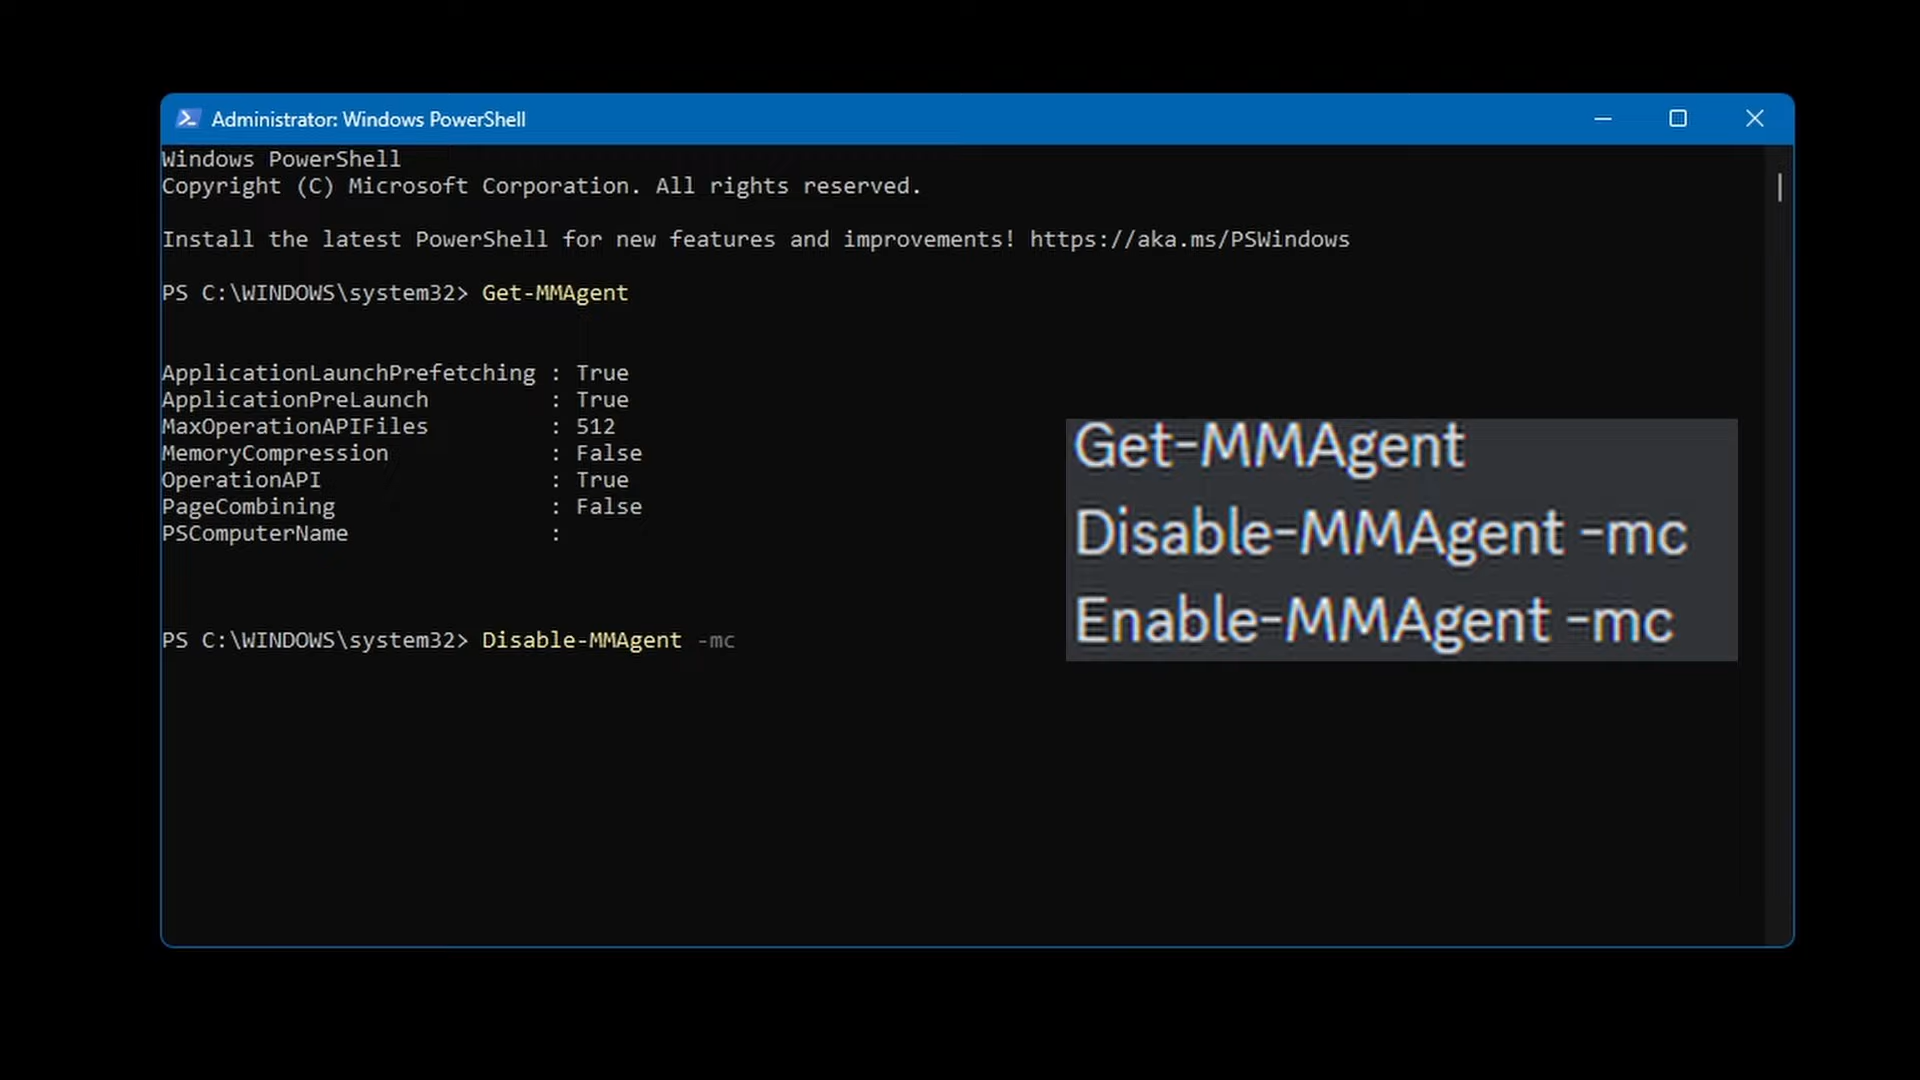 Administrator: Windows PowerShell
Windows PowerShell
Copyright (C) Microsoft Corporation. All rights reserved.
Install the latest PowerShell for new features and improvements! https://aka.ms/PSWindows
PS C:\WINDOWS\system32> Get-MMAgent
ApplicationLaunchPrefetching : True
ApplicationPreLaunch : True
MaxOperationAPIFiles : 512
MemoryCompression : False
OperationAPI : True
PageCombining : False
PSComputerName :
PS C:\WINDOWS\system32> Disable-MMAgent -mc
Get-MMAgent
Disable-MMAgent -mc
Enable-MMAgent -mc